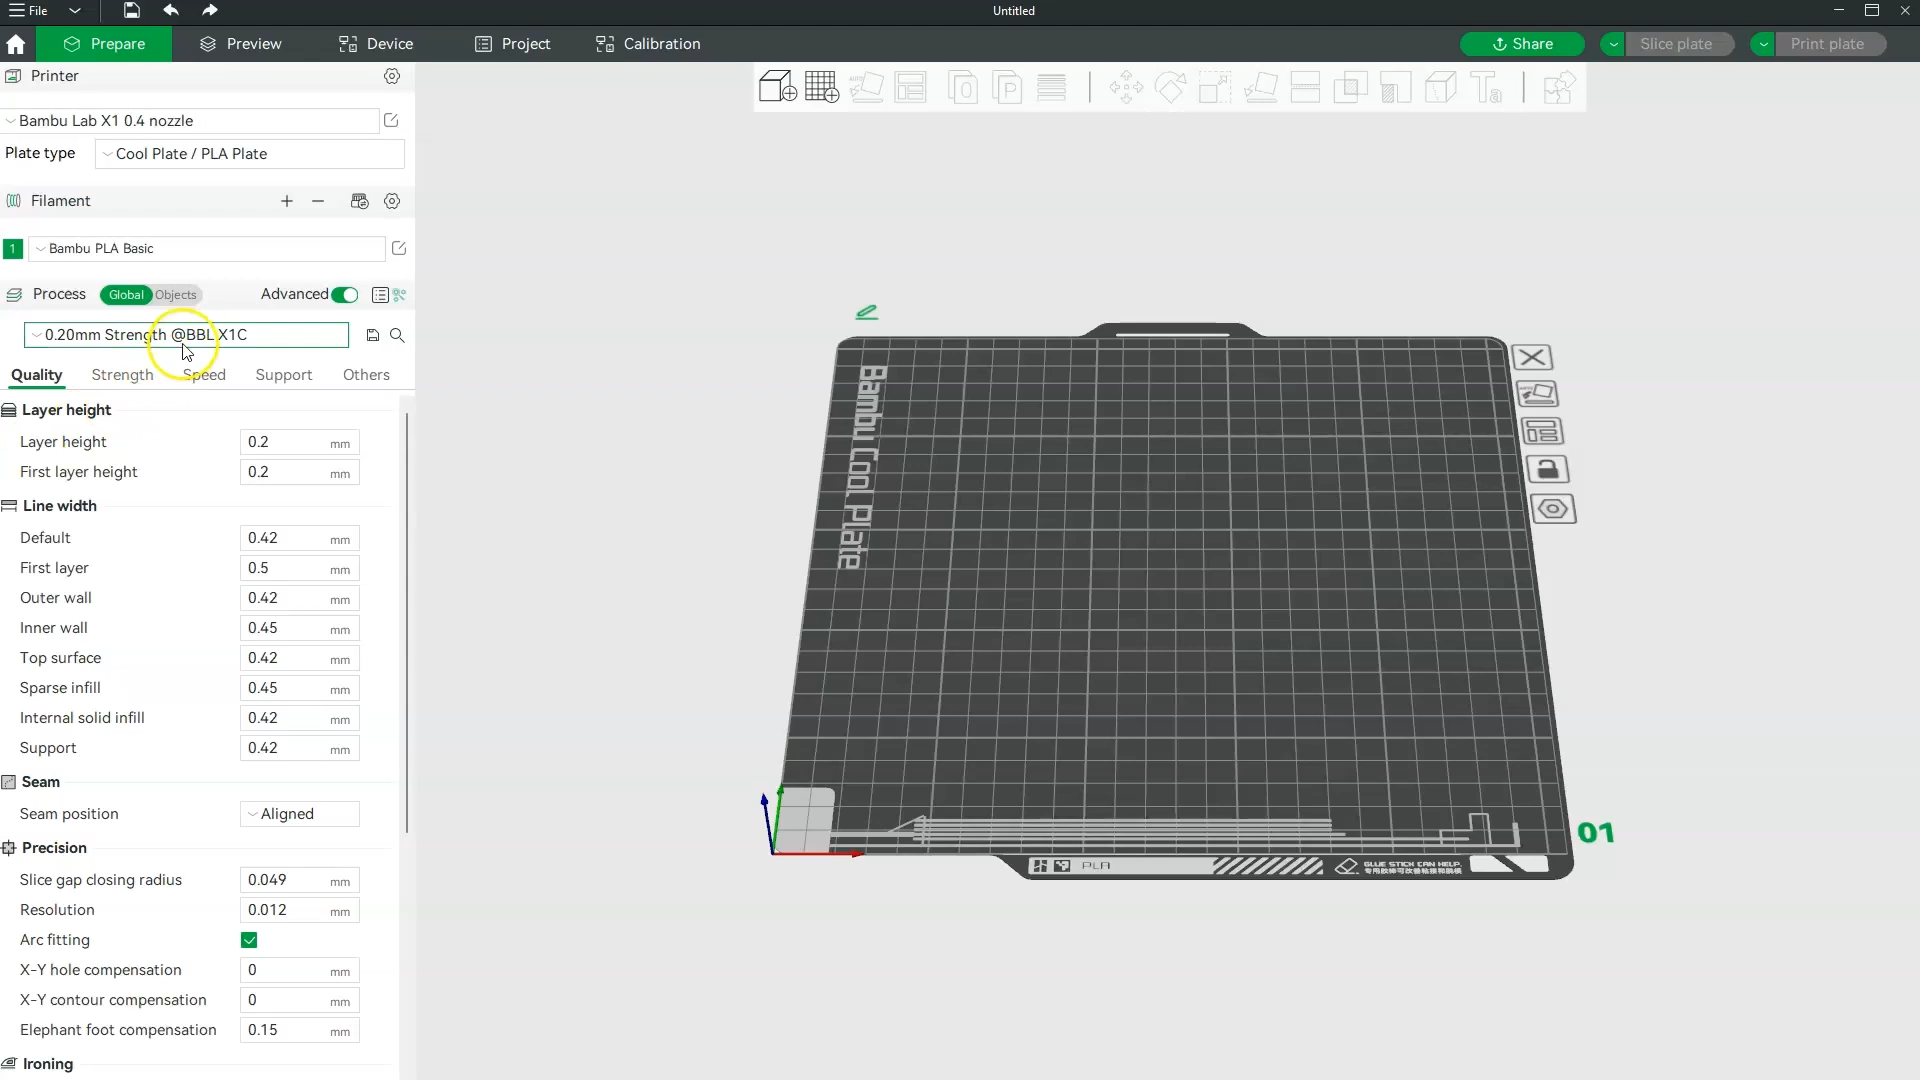 File
Untitled
Prepare
Preview
Device
Project
Calibration
Share
Slice plate
Print plate
Printer
Bambu Lab X1 0.4 nozzle
Plate type
Cool Plate / PLA Plate
Filament
1
Bambu PLA Basic
Process
Global
Objects
Advanced
0.20mm Strength @BBL X1C
Quality
Strength
Speed
Support
Others
Layer height
Layer height 0.2 mm
First layer height 0.2 mm
Line width
Default 0.42 mm
First layer 0.5 mm
Outer wall 0.42 mm
Inner wall 0.45 mm
Top surface 0.42 mm
Sparse infill 0.45 mm
Internal solid infill 0.42 mm
Support 0.42 mm
Seam
Seam position Aligned
Precision
Slice gap closing radius 0.049 mm
Resolution 0.012 mm
Arc fitting
X-Y hole compensation 0 mm
X-Y contour compensation 0 mm
Elephant foot compensation 0.15 mm
Ironing
AUTO
0
P
Ta
Bambu Cool Plate
01
PLA
GLUE STICK CAN HELP.